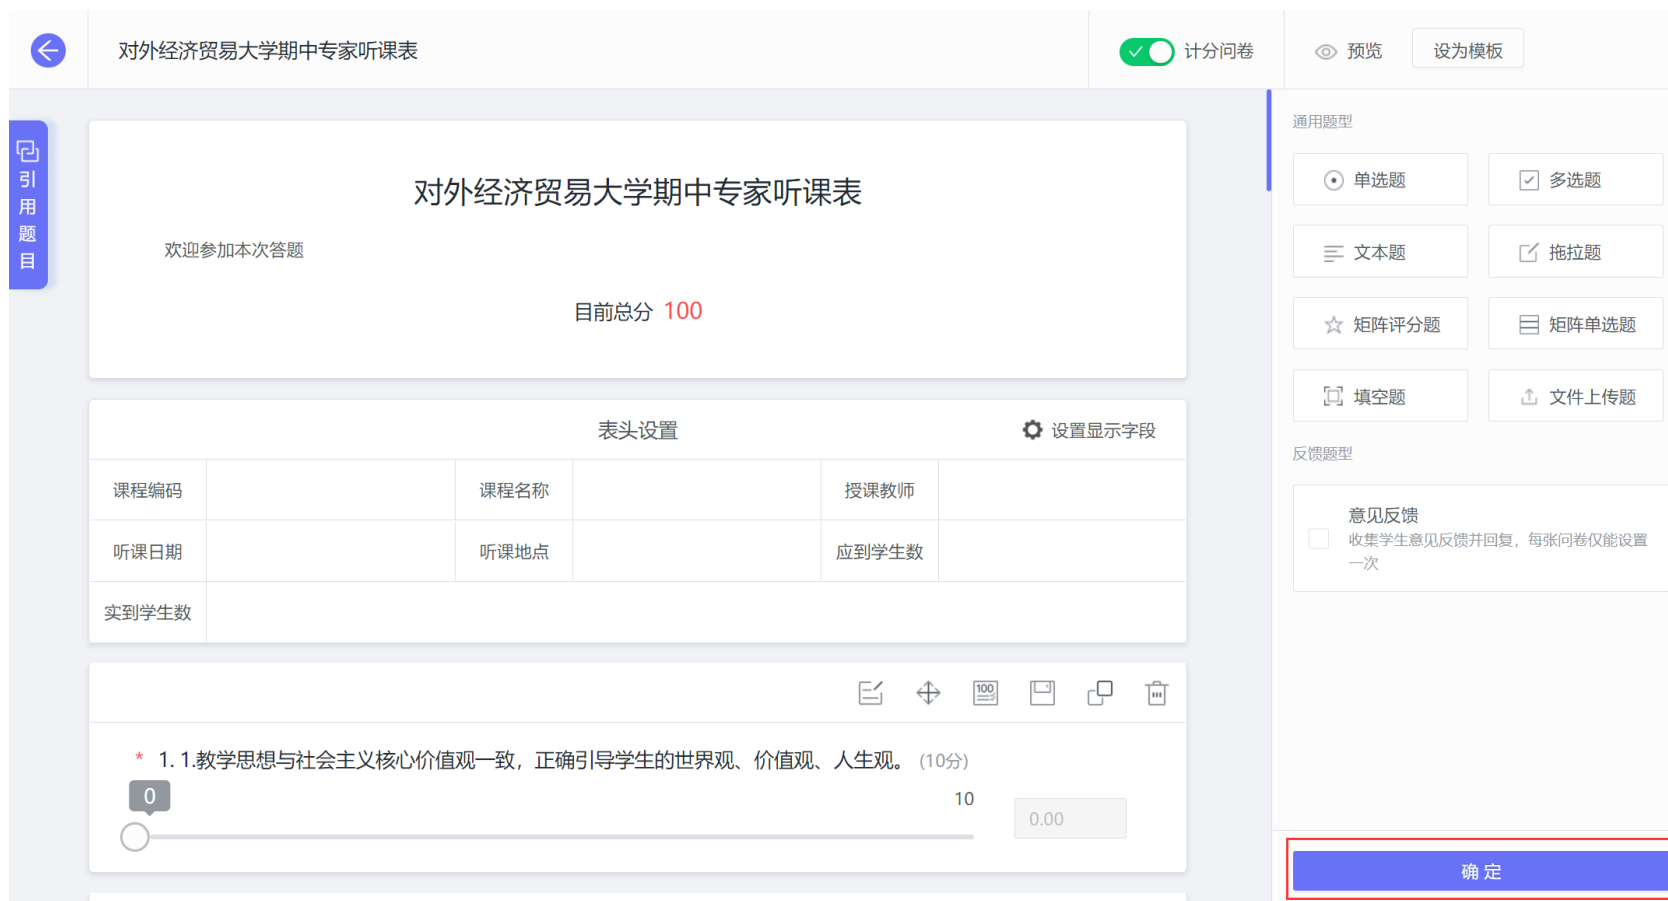 对外经济贸易大学期中专家听课表
计分问卷
预览
设为模板
引用题目
对外经济贸易大学期中专家听课表
欢迎参加本次答题
目前总分 100
表头设置
设置显示字段
课程编码
课程名称
授课教师
听课日期
听课地点
应到学生数
实到学生数
100
* 1. 1.教学思想与社会主义核心价值观一致，正确引导学生的世界观、价值观、人生观。 (10分)
0
10
0.00
通用题型
单选题
多选题
文本题
拖拉题
矩阵评分题
矩阵单选题
填空题
文件上传题
反馈题型
意见反馈
收集学生意见反馈并回复，每张问卷仅能设置
一次
确定